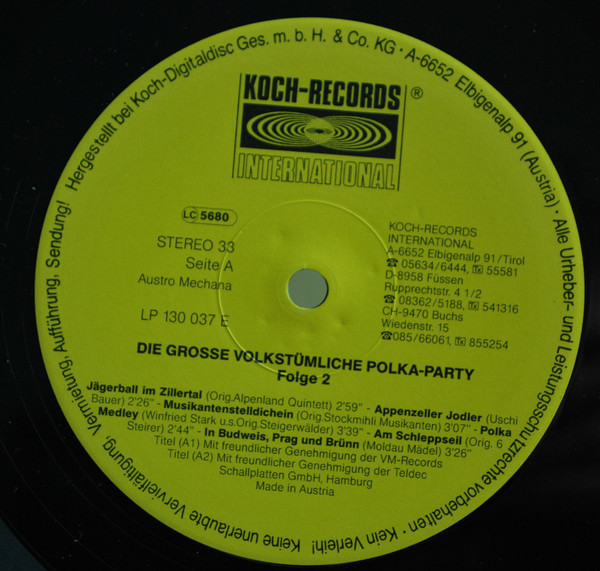 Hergestellt bei Koch-Digitaldisc Ges. m. b. H. & Co. KG · A-6652 Elbigenalp 91 (Austria) · Alle Urheber- und Leistungsschutzrechte vorbehalten · Kein Verleih! Keine unerlaubte Vervielfältigung, Vermietung, Aufführung, Sendung!
KOCH-RECORDS ®
INTERNATIONAL
LC 5680
STEREO 33
Seite A
Austro Mechana
LP 130 037 E
KOCH-RECORDS
INTERNATIONAL
A-6652 Elbigenalp 91/Tirol
☎ 05634/6444, Tx 55581
D-8958 Füssen
Rupprechtstr. 4 1/2
☎ 08362/5188, Tx 541316
CH-9470 Buchs
Wiedenstr. 15
☎ 085/66061, Tx 855254
DIE GROSSE VOLKSTÜMLICHE POLKA-PARTY
Folge 2
Jägerball im Zillertal (Orig.Alpenland Quintett) 2'59" - Appenzeller Jodler (Uschi
Bauer) 2'26" - Musikantenstelldichein (Orig.Stockmihli Musikanten) 3'07" - Polka
Medley (Winfried Stark u.s.Orig.Steigerwälder) 3'39" - Am Schleppseil (Orig. 6
Steirer) 2'44" - In Budweis, Prag und Brünn (Moldau Mädel) 3'26"
Titel (A1) Mit freundlicher Genehmigung der VM-Records
Titel (A2) Mit freundlicher Genehmigung der Teldec
Schallplatten GmbH, Hamburg
Made in Austria